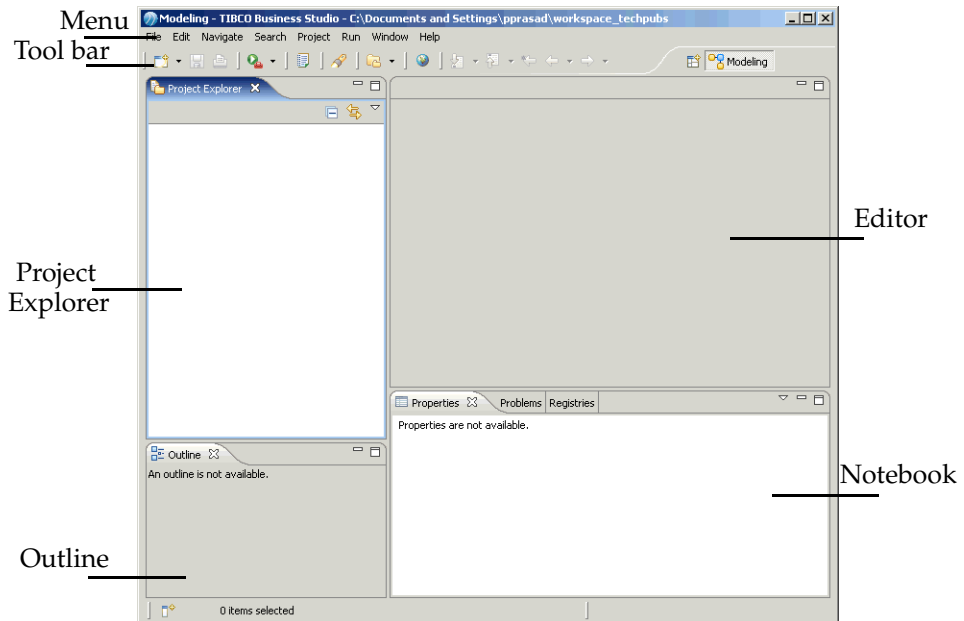 Modeling - TIBCO Business Studio - C:\Documents and Settings\pprasad\workspace_techpubs
Menu
File Edit Navigate Search Project Run Window Help
Tool bar
Modeling
Project Explorer
Editor
Project
Explorer
Properties Problems Registries
Properties are not available.
Outline
An outline is not available.
Notebook
Outline
0 items selected